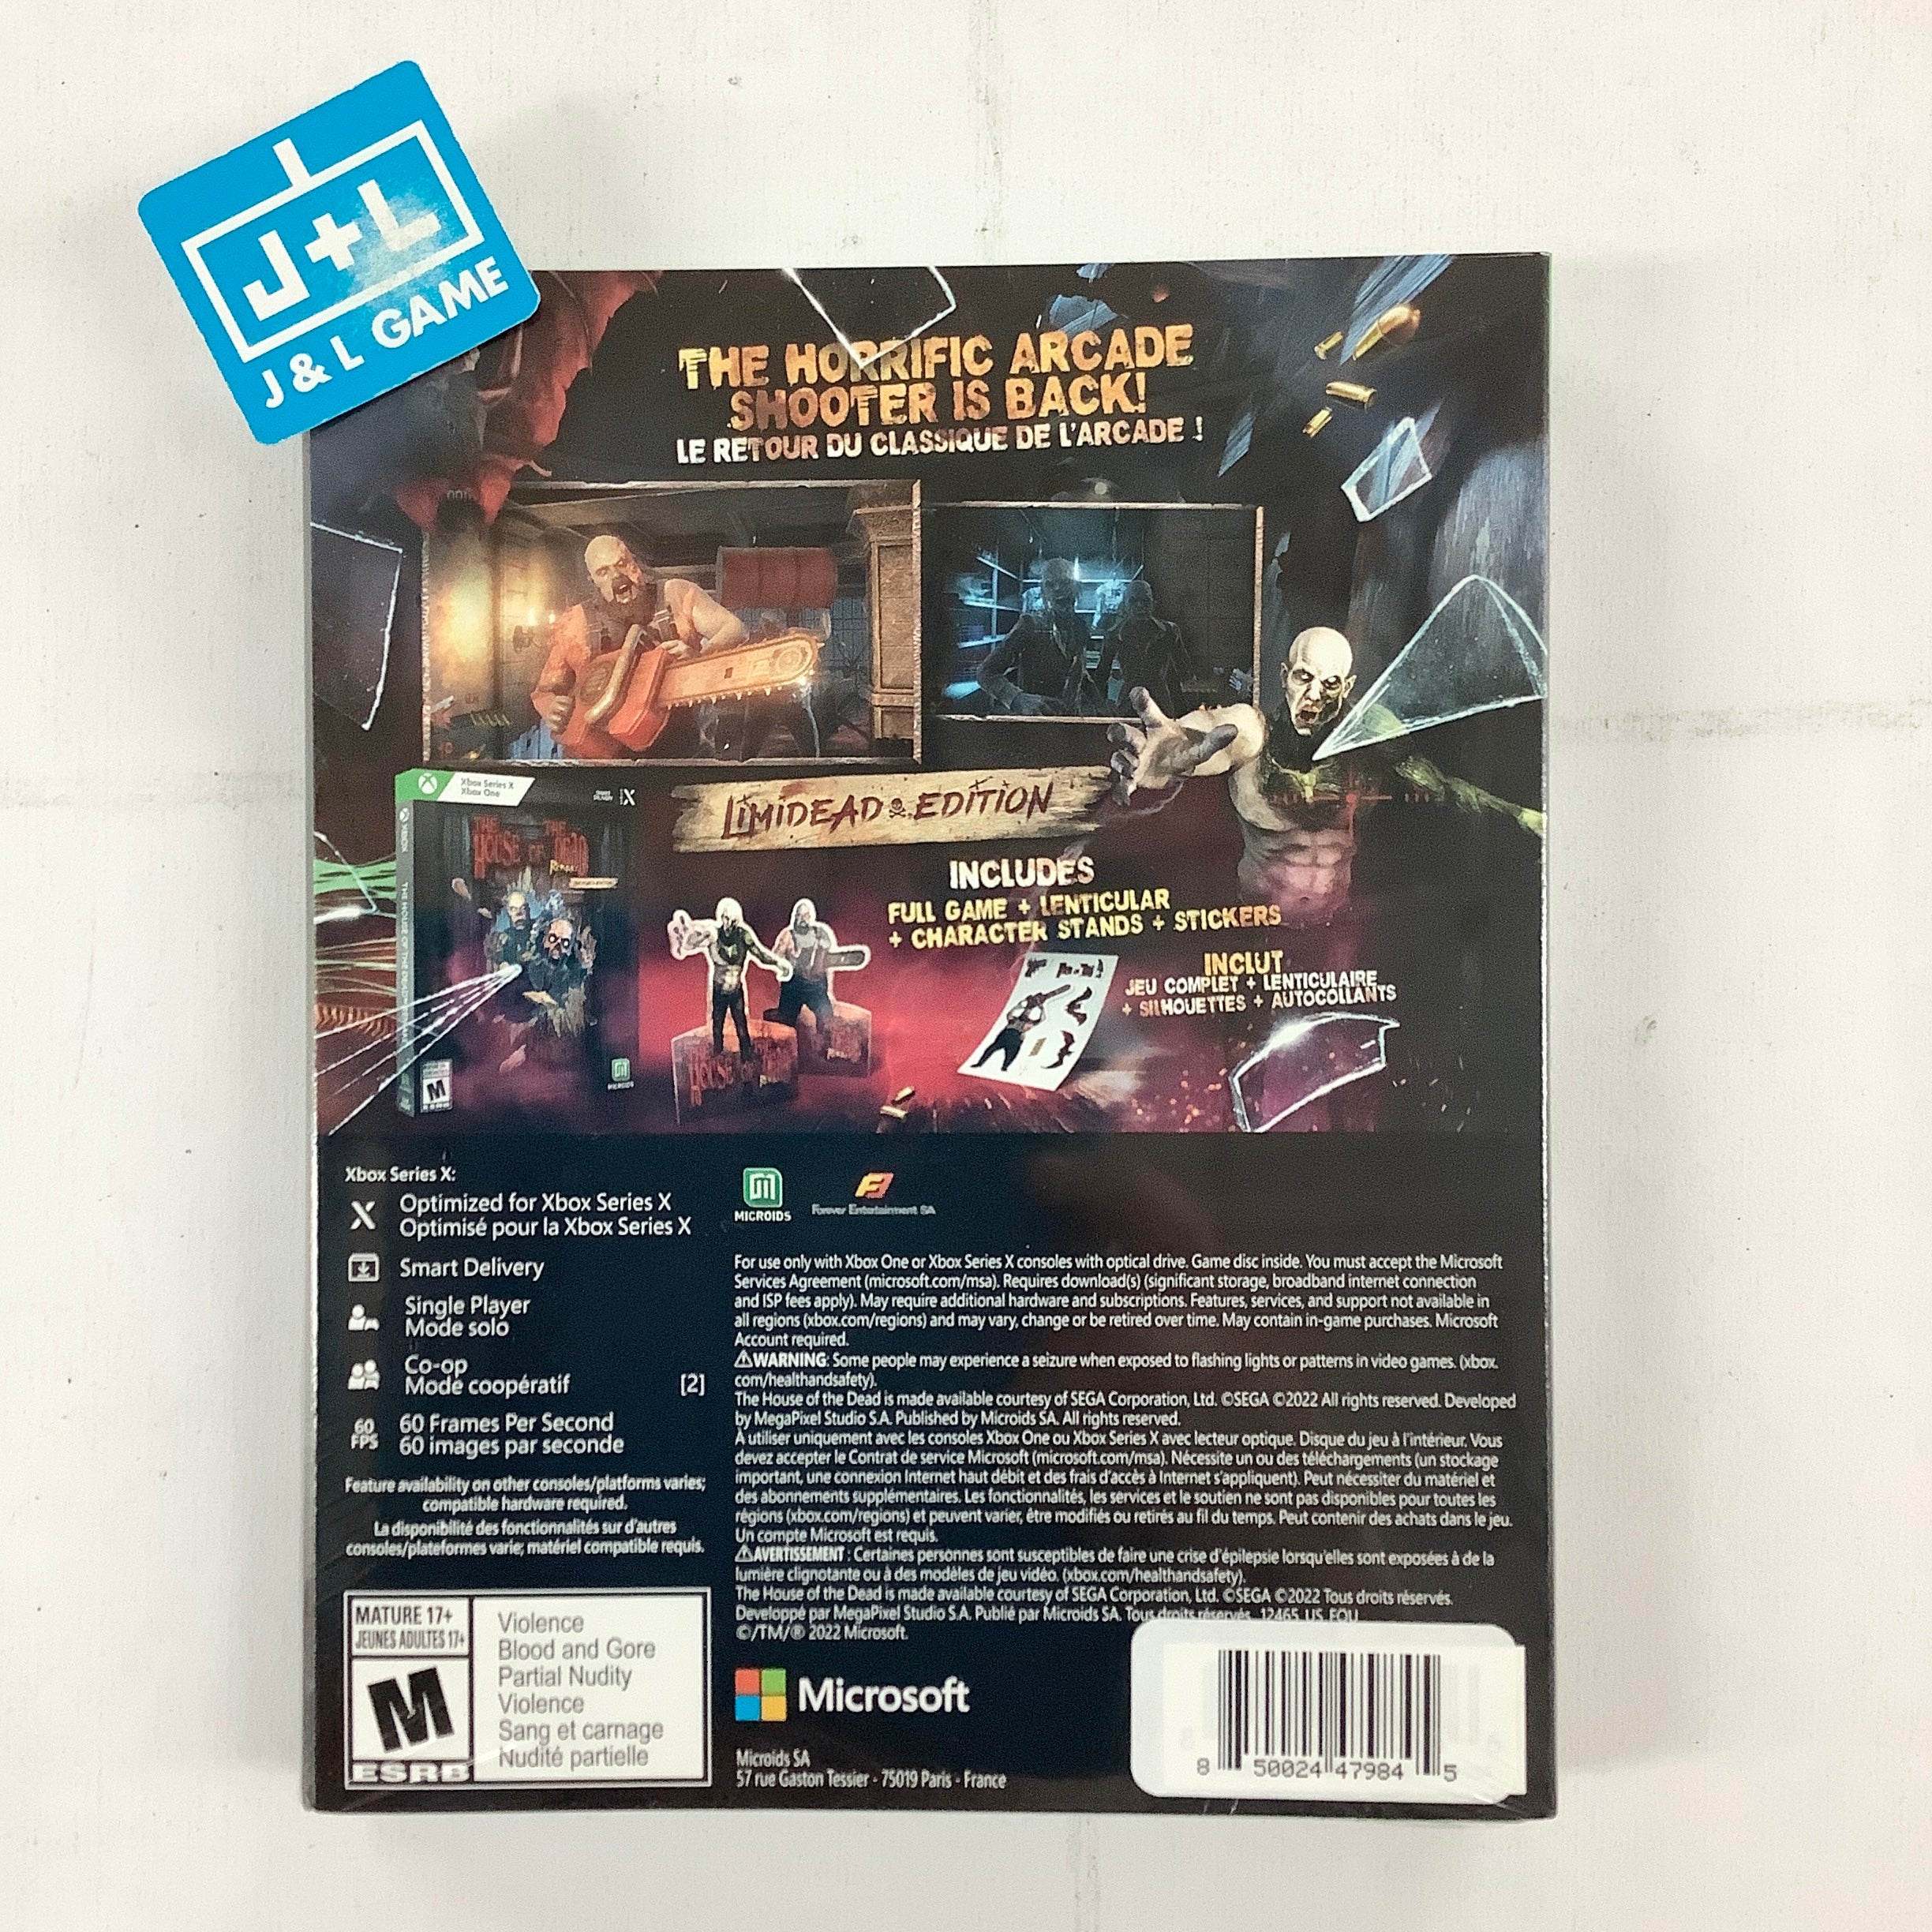 J+L
J & L GAME
THE HORRIFIC ARCADE
SHOOTER IS BACK!
LE RETOUR DU CLASSIQUE DE L'ARCADE !
Xbox Series X
Xbox One
THE HOUSE OF THE DEAD
LIMIDEAD EDITION
INCLUDES
FULL GAME + LENTICULAR
+ CHARACTER STANDS + STICKERS
INCLUT
JEU COMPLET + LENTICULAIRE
+ SILHOUETTES + AUTOCOLLANTS
M
MICROIDS
Xbox Series X:
X Optimized for Xbox Series X
Optimisé pour la Xbox Series X
Smart Delivery
Single Player
Mode solo
Co-op
Mode coopératif [2]
60 FPS
60 Frames Per Second
60 images par seconde
Feature availability on other consoles/platforms varies;
compatible hardware required.
La disponibilité des fonctionnalités sur d'autres
consoles/plateformes varie; matériel compatible requis.
MICROIDS
Forever Entertainment SA
For use only with Xbox One or Xbox Series X consoles with optical drive. Game disc inside. You must accept the Microsoft
Services Agreement (microsoft.com/msa). Requires download(s) (significant storage, broadband internet connection
and ISP fees apply). May require additional hardware and subscriptions. Features, services, and support not available in
all regions (xbox.com/regions) and may vary, change or be retired over time. May contain in-game purchases. Microsoft
Account required.
⚠WARNING: Some people may experience a seizure when exposed to flashing lights or patterns in video games. (xbox.
com/healthandsafety).
The House of the Dead is made available courtesy of SEGA Corporation, Ltd. ©SEGA ©2022 All rights reserved. Developed
by MegaPixel Studio S.A. Published by Microids SA. All rights reserved.
À utiliser uniquement avec les consoles Xbox One ou Xbox Series X avec lecteur optique. Disque du jeu à l'intérieur. Vous
devez accepter le Contrat de service Microsoft (microsoft.com/msa). Nécessite un ou des téléchargements (un stockage
important, une connexion Internet haut débit et des frais d'accès à Internet s'appliquent). Peut nécessiter du matériel et
des abonnements supplémentaires. Les fonctionnalités, les services et le soutien ne sont pas disponibles pour toutes les
régions (xbox.com/regions) et peuvent varier, être modifiés ou retirés au fil du temps. Peut contenir des achats dans le jeu.
Un compte Microsoft est requis.
⚠AVERTISSEMENT : Certaines personnes sont susceptibles de faire une crise d'épilepsie lorsqu'elles sont exposées à de la
lumière clignotante ou à des modèles de jeu vidéo. (xbox.com/healthandsafety).
The House of the Dead is made available courtesy of SEGA Corporation, Ltd. ©SEGA ©2022 Tous droits réservés.
Developpé par MegaPixel Studio S.A. Publié par Microids SA. Tous droits réservés. 12465 US EQU
©/TM/® 2022 Microsoft.
MATURE 17+
JEUNES ADULTES 17+
M
ESRB
Violence
Blood and Gore
Partial Nudity
Violence
Sang et carnage
Nudité partielle
Microsoft
Microids SA
57 rue Gaston Tessier - 75019 Paris - France
8 50024 47984 5